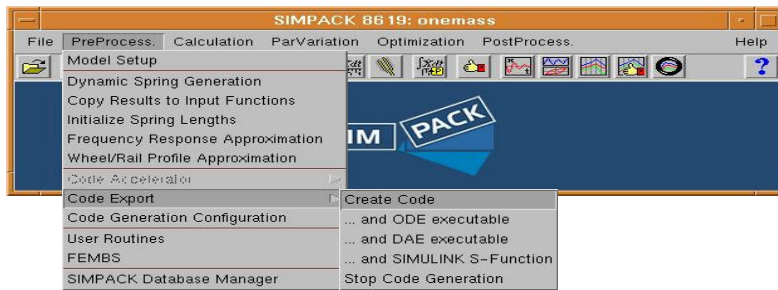 SIMPACK 8619: onemass
File PreProcess. Calculation ParVariation Optimization PostProcess. Help
Model Setup
Dynamic Spring Generation
Copy Results to Input Functions
Initialize Spring Lengths
Frequency Response Approximation
Wheel/Rail Profile Approximation
Code Accelerator
Code Export
Code Generation Configuration
User Routines
FEMBS
SIMPACK Database Manager
Create Code
... and ODE executable
... and DAE executable
... and SIMULINK S-Function
Stop Code Generation
IM PACK
?